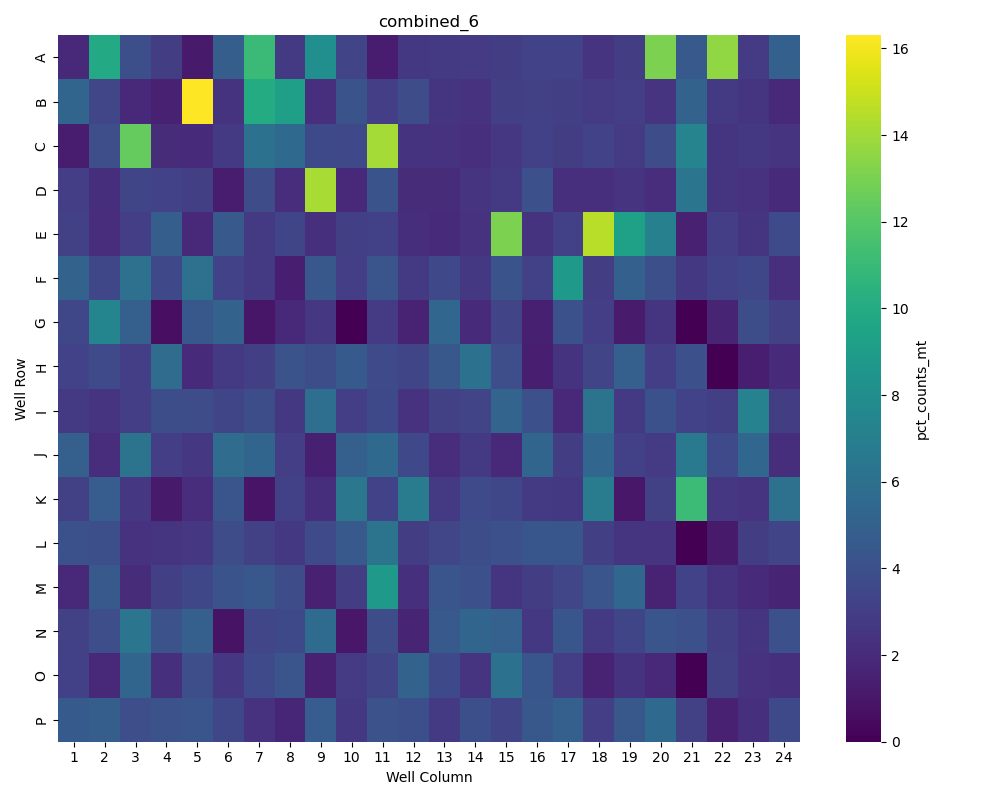 combined_6
Well Row
A
B
C
D
E
F
G
H
I
J
K
L
M
N
O
P
1 2 3 4 5 6 7 8 9 10 11 12 13 14 15 16 17 18 19 20 21 22 23 24
Well Column
16
14
12
10
8
6
4
2
0
pct_counts_mt